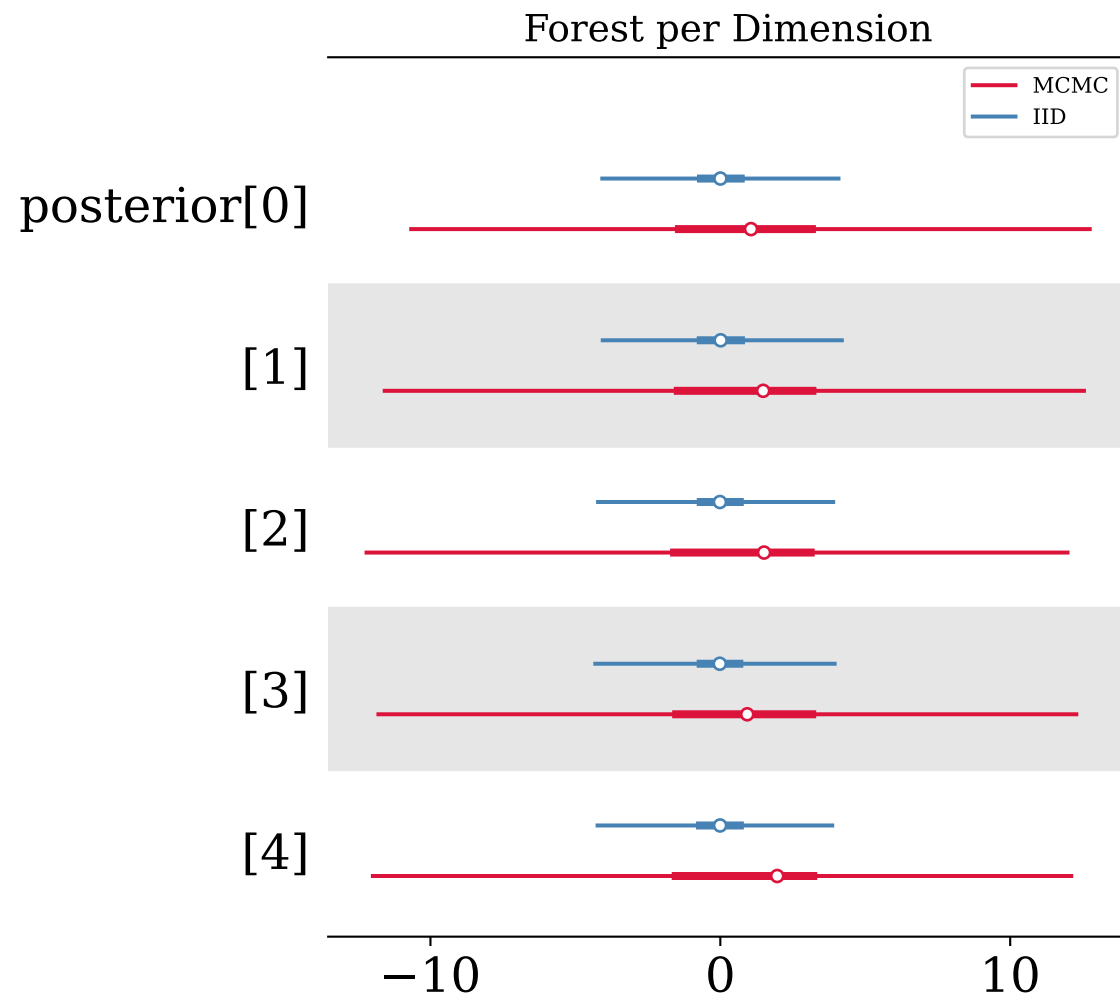 Forest per Dimension
MCMC
IID
posterior[0]
[1]
[2]
[3]
[4]
−10 0 10